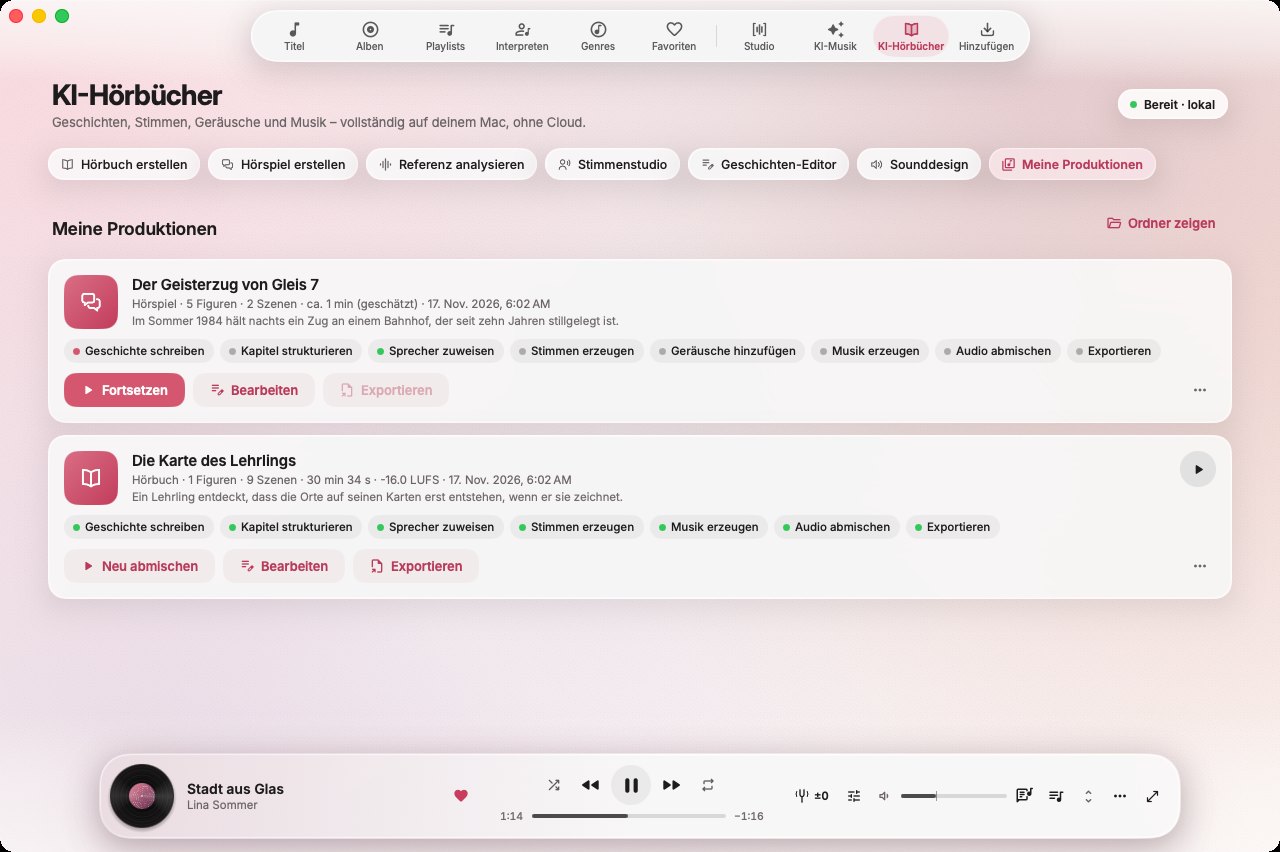 Titel Alben Playlists Interpreten Genres Favoriten Studio KI-Musik KI-Hörbücher Hinzufügen
KI-Hörbücher
Geschichten, Stimmen, Geräusche und Musik – vollständig auf deinem Mac, ohne Cloud.
Bereit · lokal
Hörbuch erstellen Hörspiel erstellen Referenz analysieren Stimmenstudio Geschichten-Editor Sounddesign Meine Produktionen
Meine Produktionen
Ordner zeigen
Der Geisterzug von Gleis 7
Hörspiel · 5 Figuren · 2 Szenen · ca. 1 min (geschätzt) · 17. Nov. 2026, 6:02 AM
Im Sommer 1984 hält nachts ein Zug an einem Bahnhof, der seit zehn Jahren stillgelegt ist.
Geschichte schreiben Kapitel strukturieren Sprecher zuweisen Stimmen erzeugen Geräusche hinzufügen Musik erzeugen Audio abmischen Exportieren
Fortsetzen Bearbeiten Exportieren
Die Karte des Lehrlings
Hörbuch · 1 Figuren · 9 Szenen · 30 min 34 s · -16.0 LUFS · 17. Nov. 2026, 6:02 AM
Ein Lehrling entdeckt, dass die Orte auf seinen Karten erst entstehen, wenn er sie zeichnet.
Geschichte schreiben Kapitel strukturieren Sprecher zuweisen Stimmen erzeugen Musik erzeugen Audio abmischen Exportieren
Neu abmischen Bearbeiten Exportieren
Stadt aus Glas
Lina Sommer
1:14 −1:16
±0